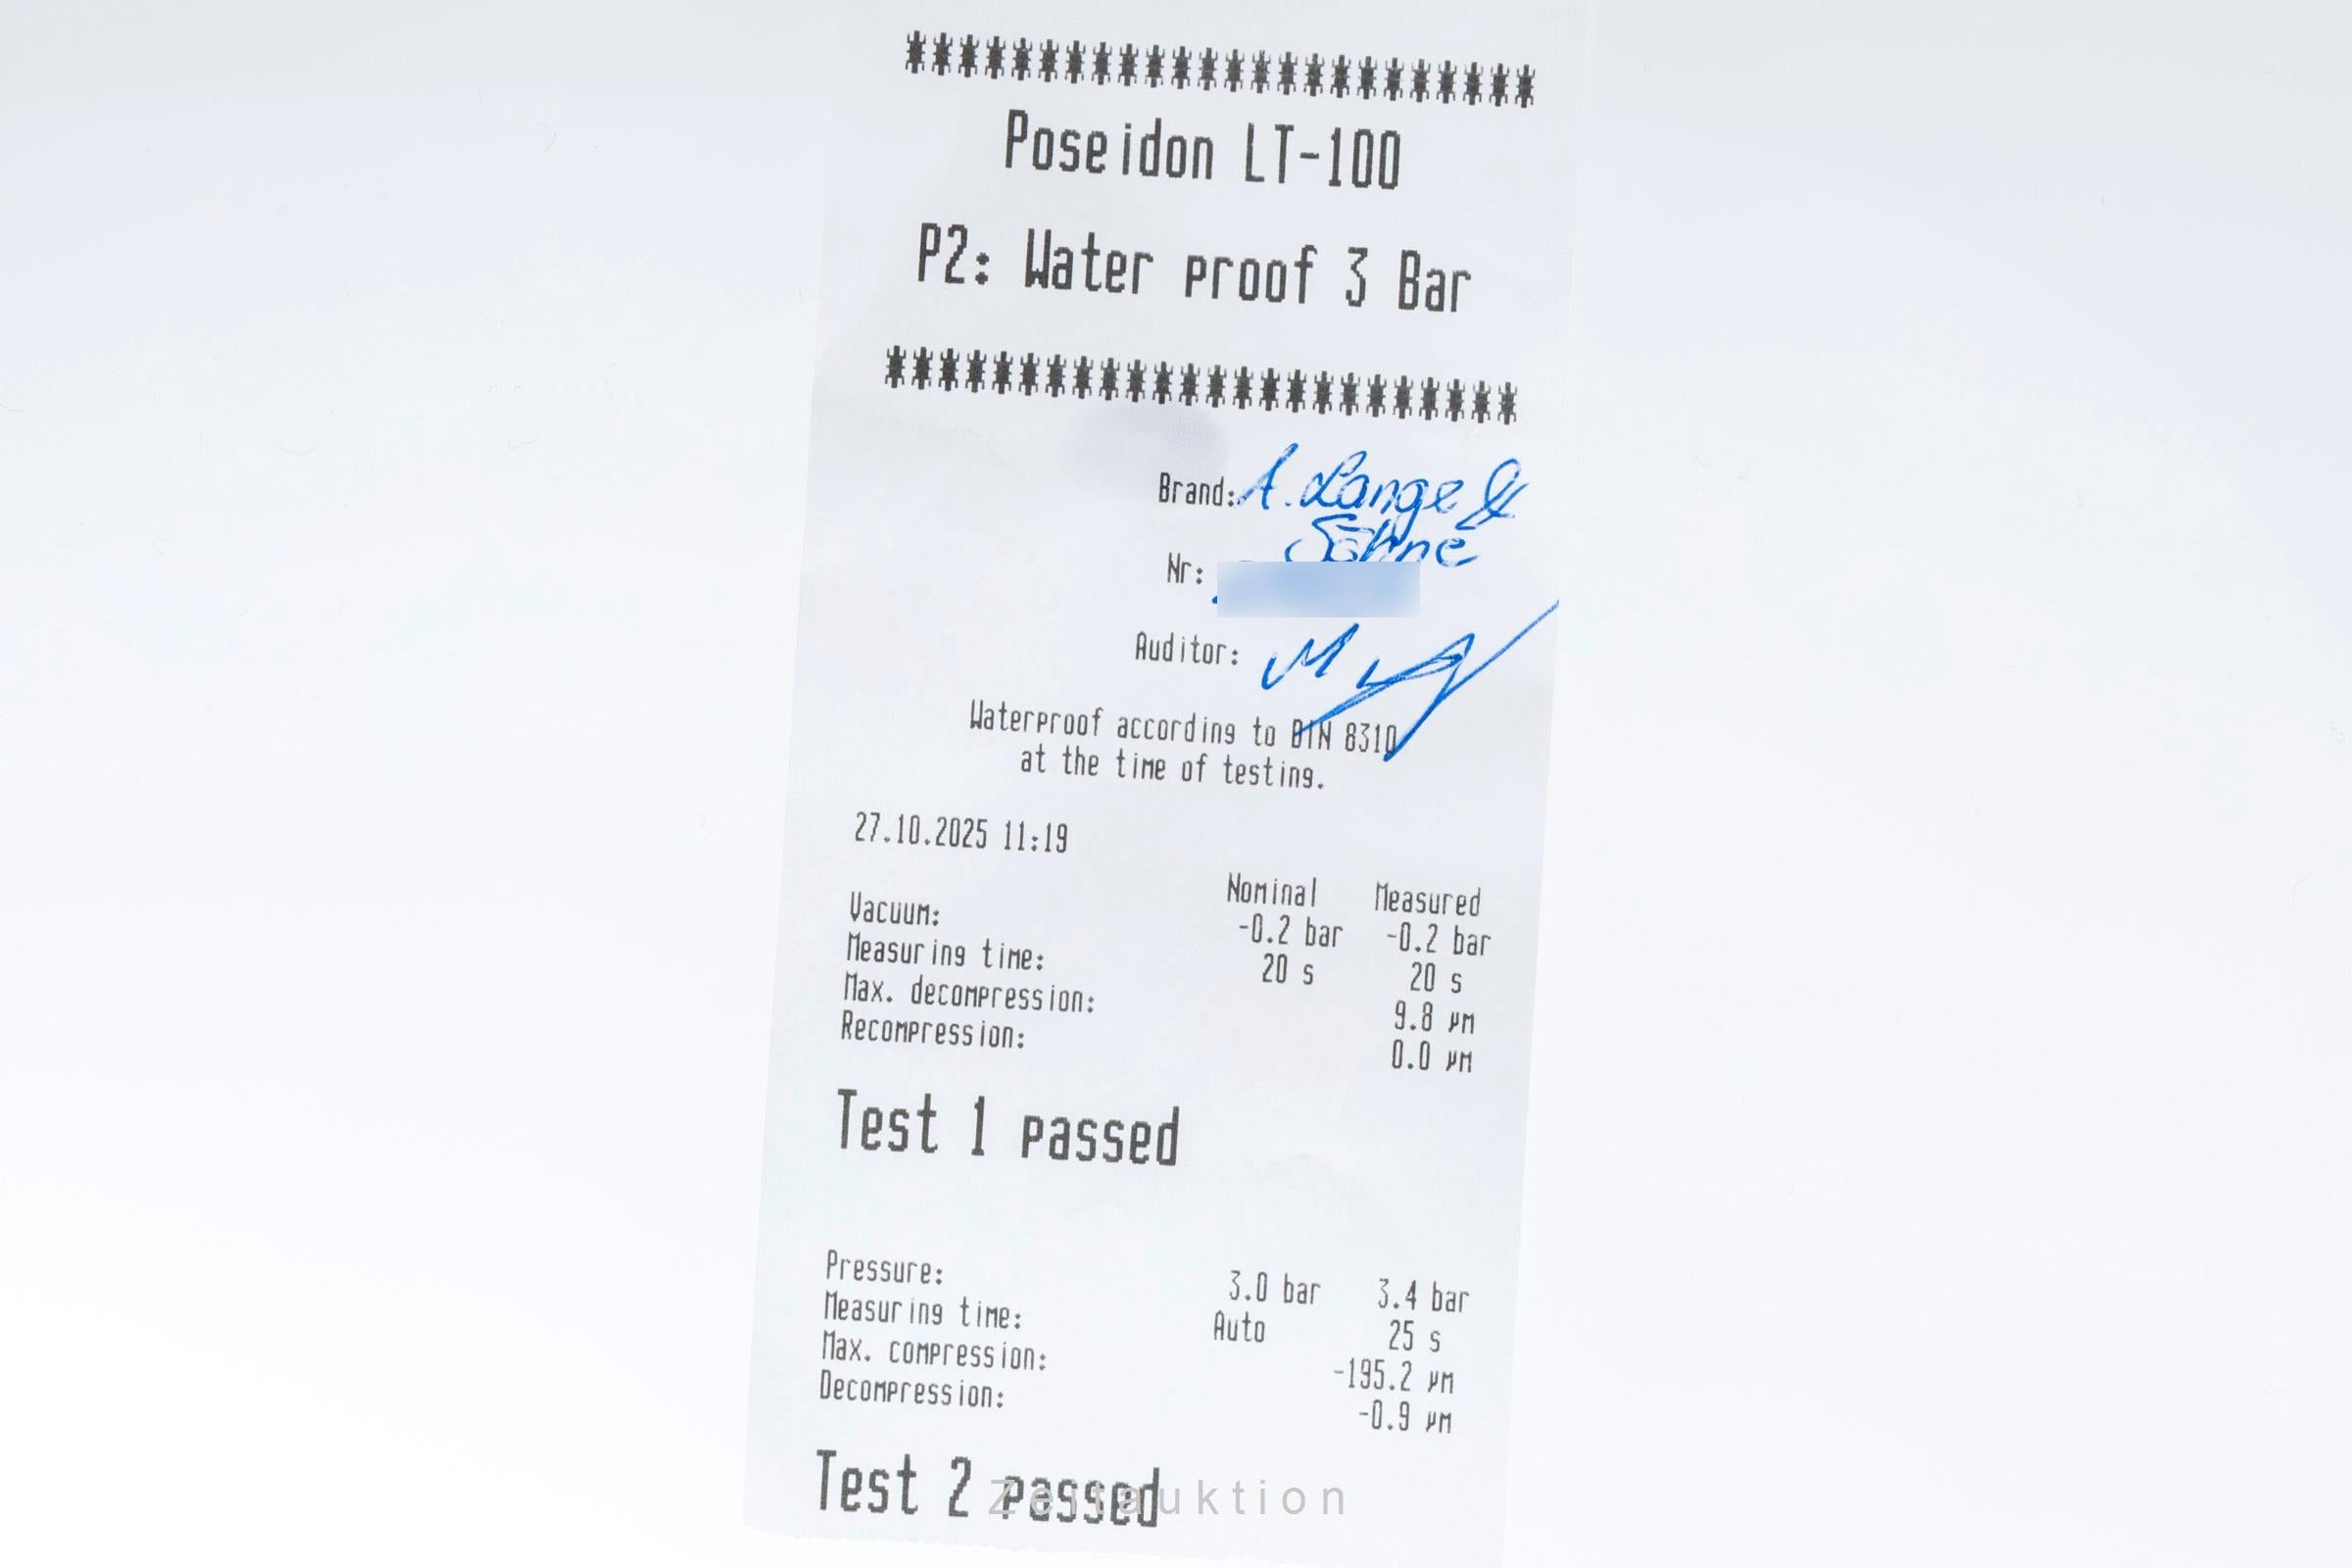 ************************
Poseidon LT-100
P2: Water proof 3 Bar
************************
Brand: A. Lange &
Söhne
Nr:
Auditor:
Waterproof according to DIN 8310
at the time of testing.
27.10.2025 11:19
Nominal Measured
Vacuum: -0.2 bar -0.2 bar
Measuring time: 20 s 20 s
Max. decompression: 9.8 µm
Recompression: 0.0 µm
Test 1 passed
Pressure: 3.0 bar 3.4 bar
Measuring time: Auto 25 s
Max. compression: -195.2 µm
Decompression: -0.9 µm
Test 2 passed
Zeitauktion